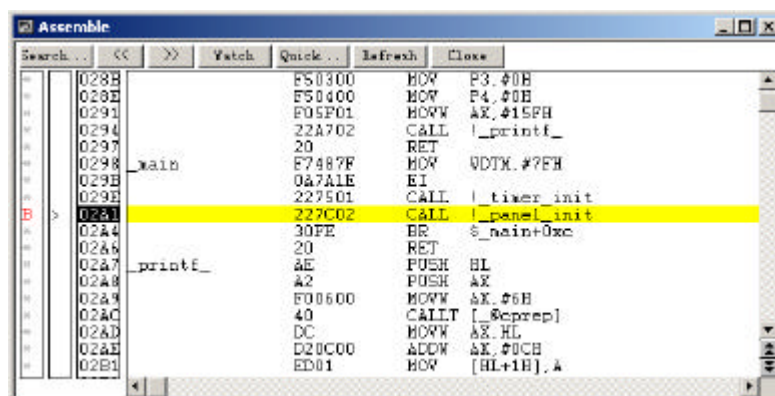 Assemble
Search... << >> Watch Quick... Refresh Close
028B F50300 MOV P3,#0H
028E F50400 MOV P4,#0H
0291 F05F01 MOVW AX,#15FH
0294 22A702 CALL !_printf_
0297 20 RET
0298 _main F7487F MOV WDTM,#7FH
029B 0A7A1E EI
029E 227501 CALL !_timer_init
B > 02A1 227C02 CALL !_panel_init
02A4 30FE BR $_main+0xc
02A6 20 RET
02A7 _printf_ AE PUSH HL
02A8 A2 PUSH AX
02A9 F00600 MOVW AX,#6H
02AC 40 CALLT [_@cprep]
02AD DC MOVW AX,HL
02AE D20C00 ADDW AX,#0CH
02B1 ED01 MOV [HL+1H],A